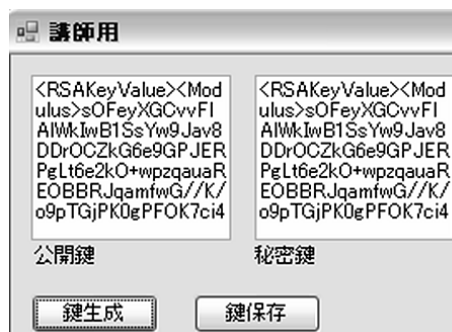 講師用
<RSAKeyValue><Mod
ulus>sOFeyXGCvvFI
AIWkIwB1SsYw9Jav8
DDrOCZkG6e9GPJER
PgLt6e2kO+wpzqauaR
EOBBRJqamfwG//K/
o9pTGjPK0gPFOK7ci4
<RSAKeyValue><Mod
ulus>sOFeyXGCvvFI
AIWkIwB1SsYw9Jav8
DDrOCZkG6e9GPJER
PgLt6e2kO+wpzqauaR
EOBBRJqamfwG//K/
o9pTGjPK0gPFOK7ci4
公開鍵
秘密鍵
鍵生成
鍵保存